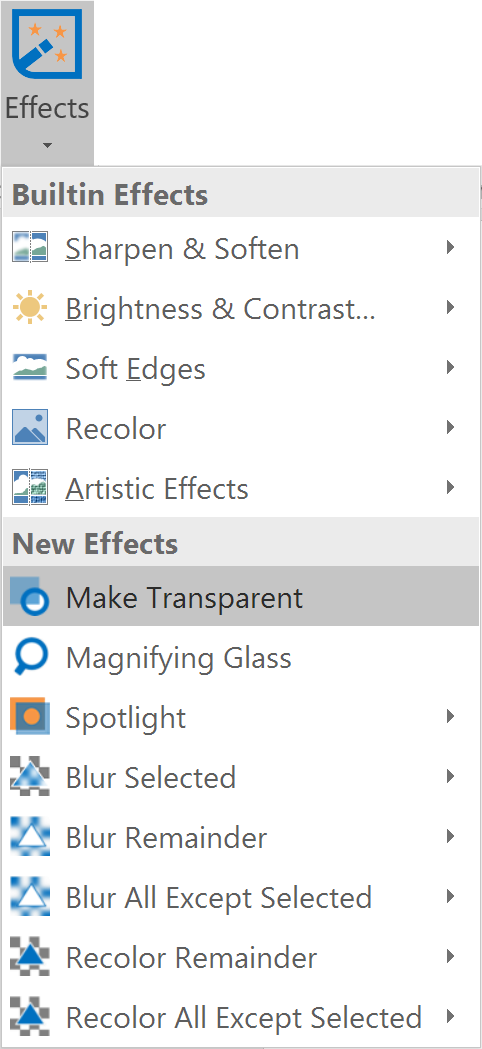 Effects
Builtin Effects
Sharpen & Soften
Brightness & Contrast...
Soft Edges
Recolor
Artistic Effects
New Effects
Make Transparent
Magnifying Glass
Spotlight
Blur Selected
Blur Remainder
Blur All Except Selected
Recolor Remainder
Recolor All Except Selected